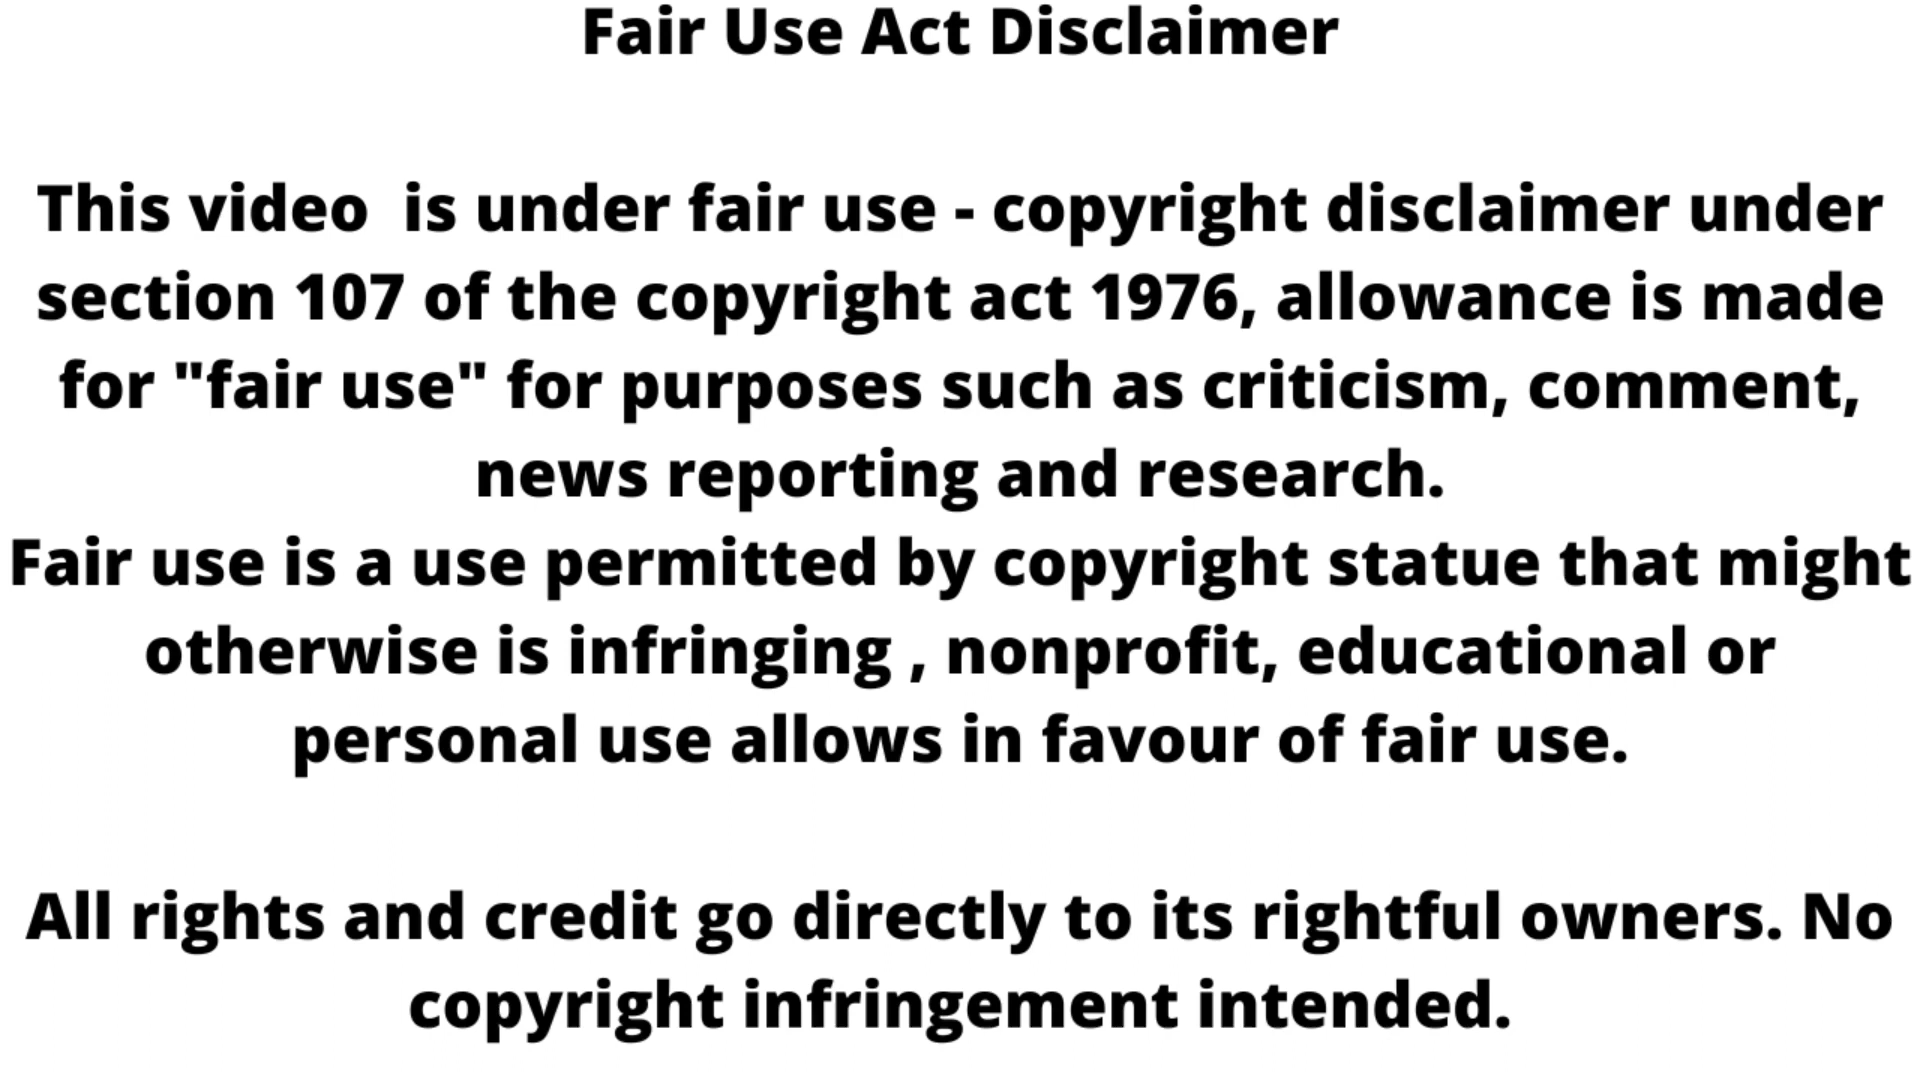 Fair Use Act Disclaimer
This video  is under fair use - copyright disclaimer under
section 107 of the copyright act 1976, allowance is made
for "fair use" for purposes such as criticism, comment,
news reporting and research.
Fair use is a use permitted by copyright statue that might
otherwise is infringing , nonprofit, educational or
personal use allows in favour of fair use.
All rights and credit go directly to its rightful owners. No
copyright infringement intended.